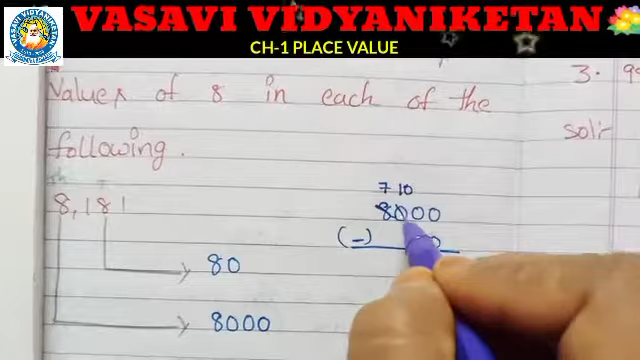 VASAVI VIDYANIKETAN
CH-1 PLACE VALUE
values of 8 in each of the
following.
8,181
80
8000
7 10
8000
(-)
3.
sol:-